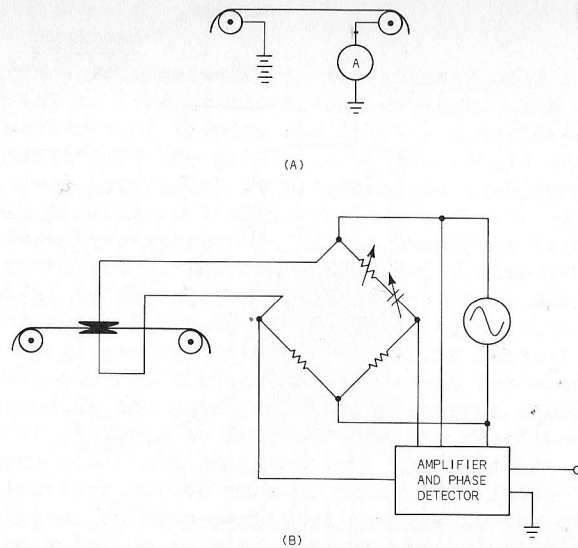 A
(A)
AMPLIFIER
AND PHASE
DETECTOR
(B)